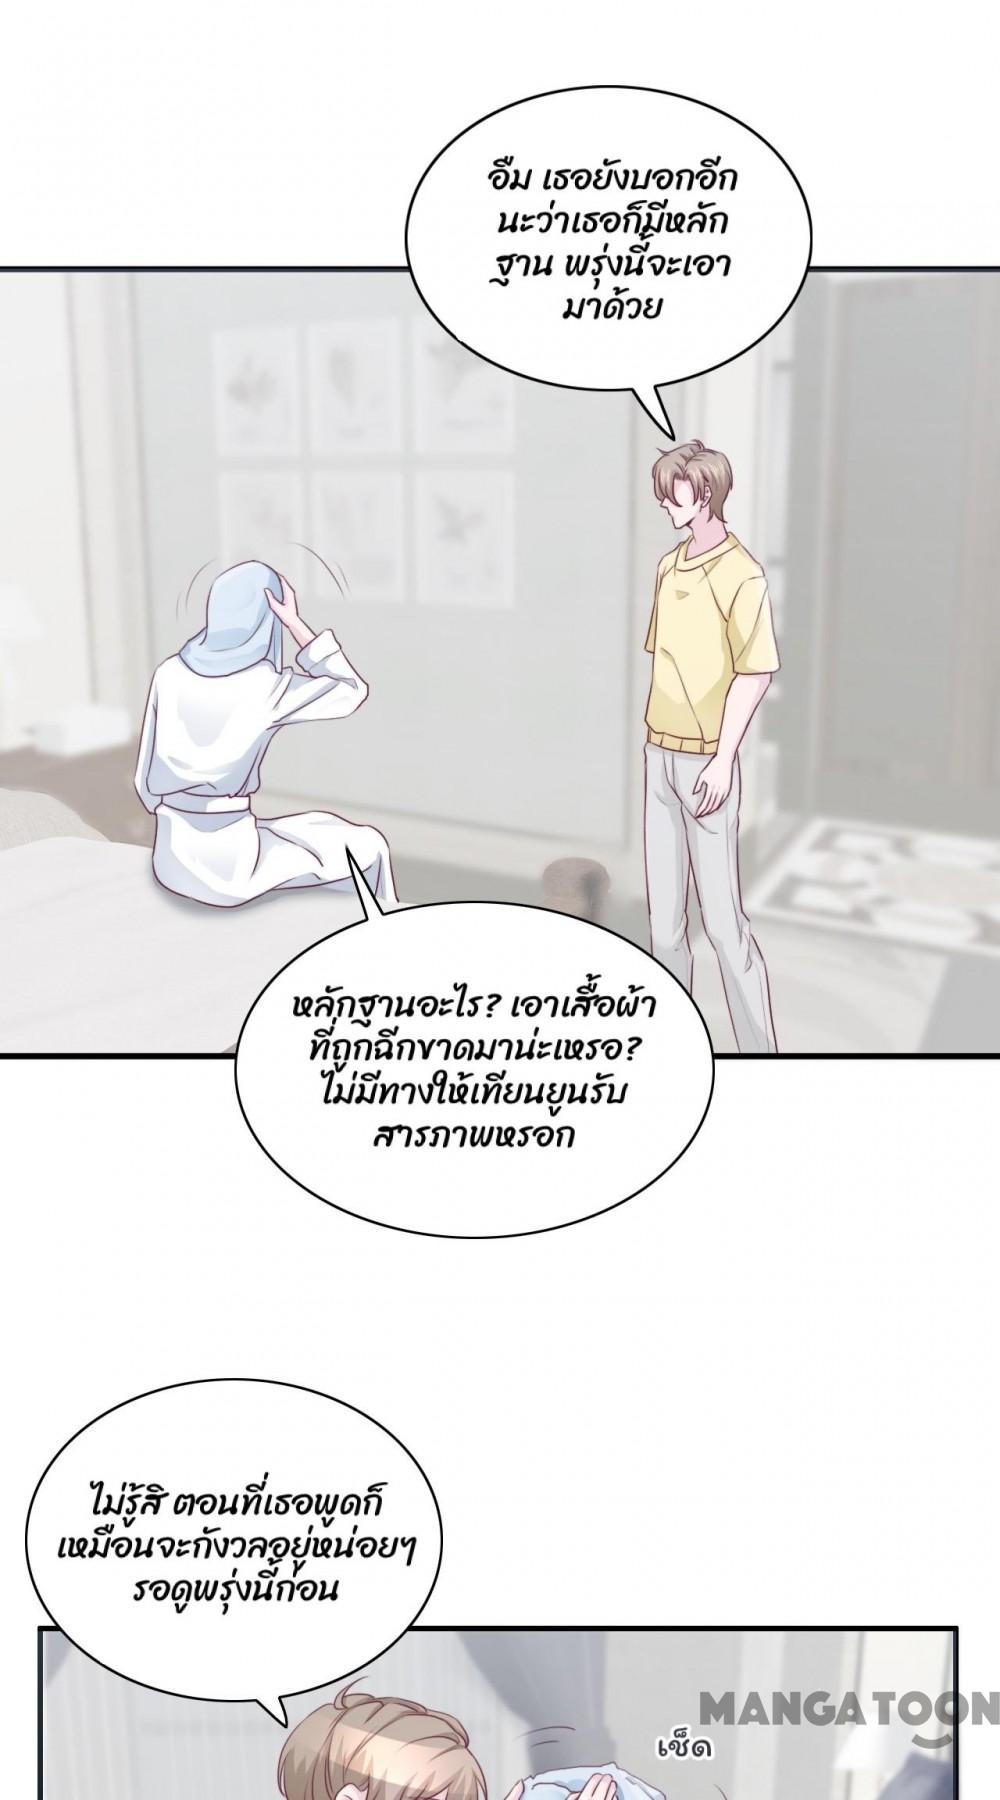 อืม เธอยังบอกอีก
นะว่าเธอก็มีหลัก
ฐาน พรุ่งนี้จะเอา
มาด้วย
หลักฐานอะไร? เอาเสื้อผ้า
ที่ถูกฉีกขาดมาน่ะเหรอ?
ไม่มีทางให้เทียนยูนรับ
สารภาพหรอก
ไม่รู้สิ ตอนที่เธอพูดก็
เหมือนจะกังวลอยู่หน่อยๆ
รอดูพรุ่งนี้ก่อน
MANGATOON
เช็ด